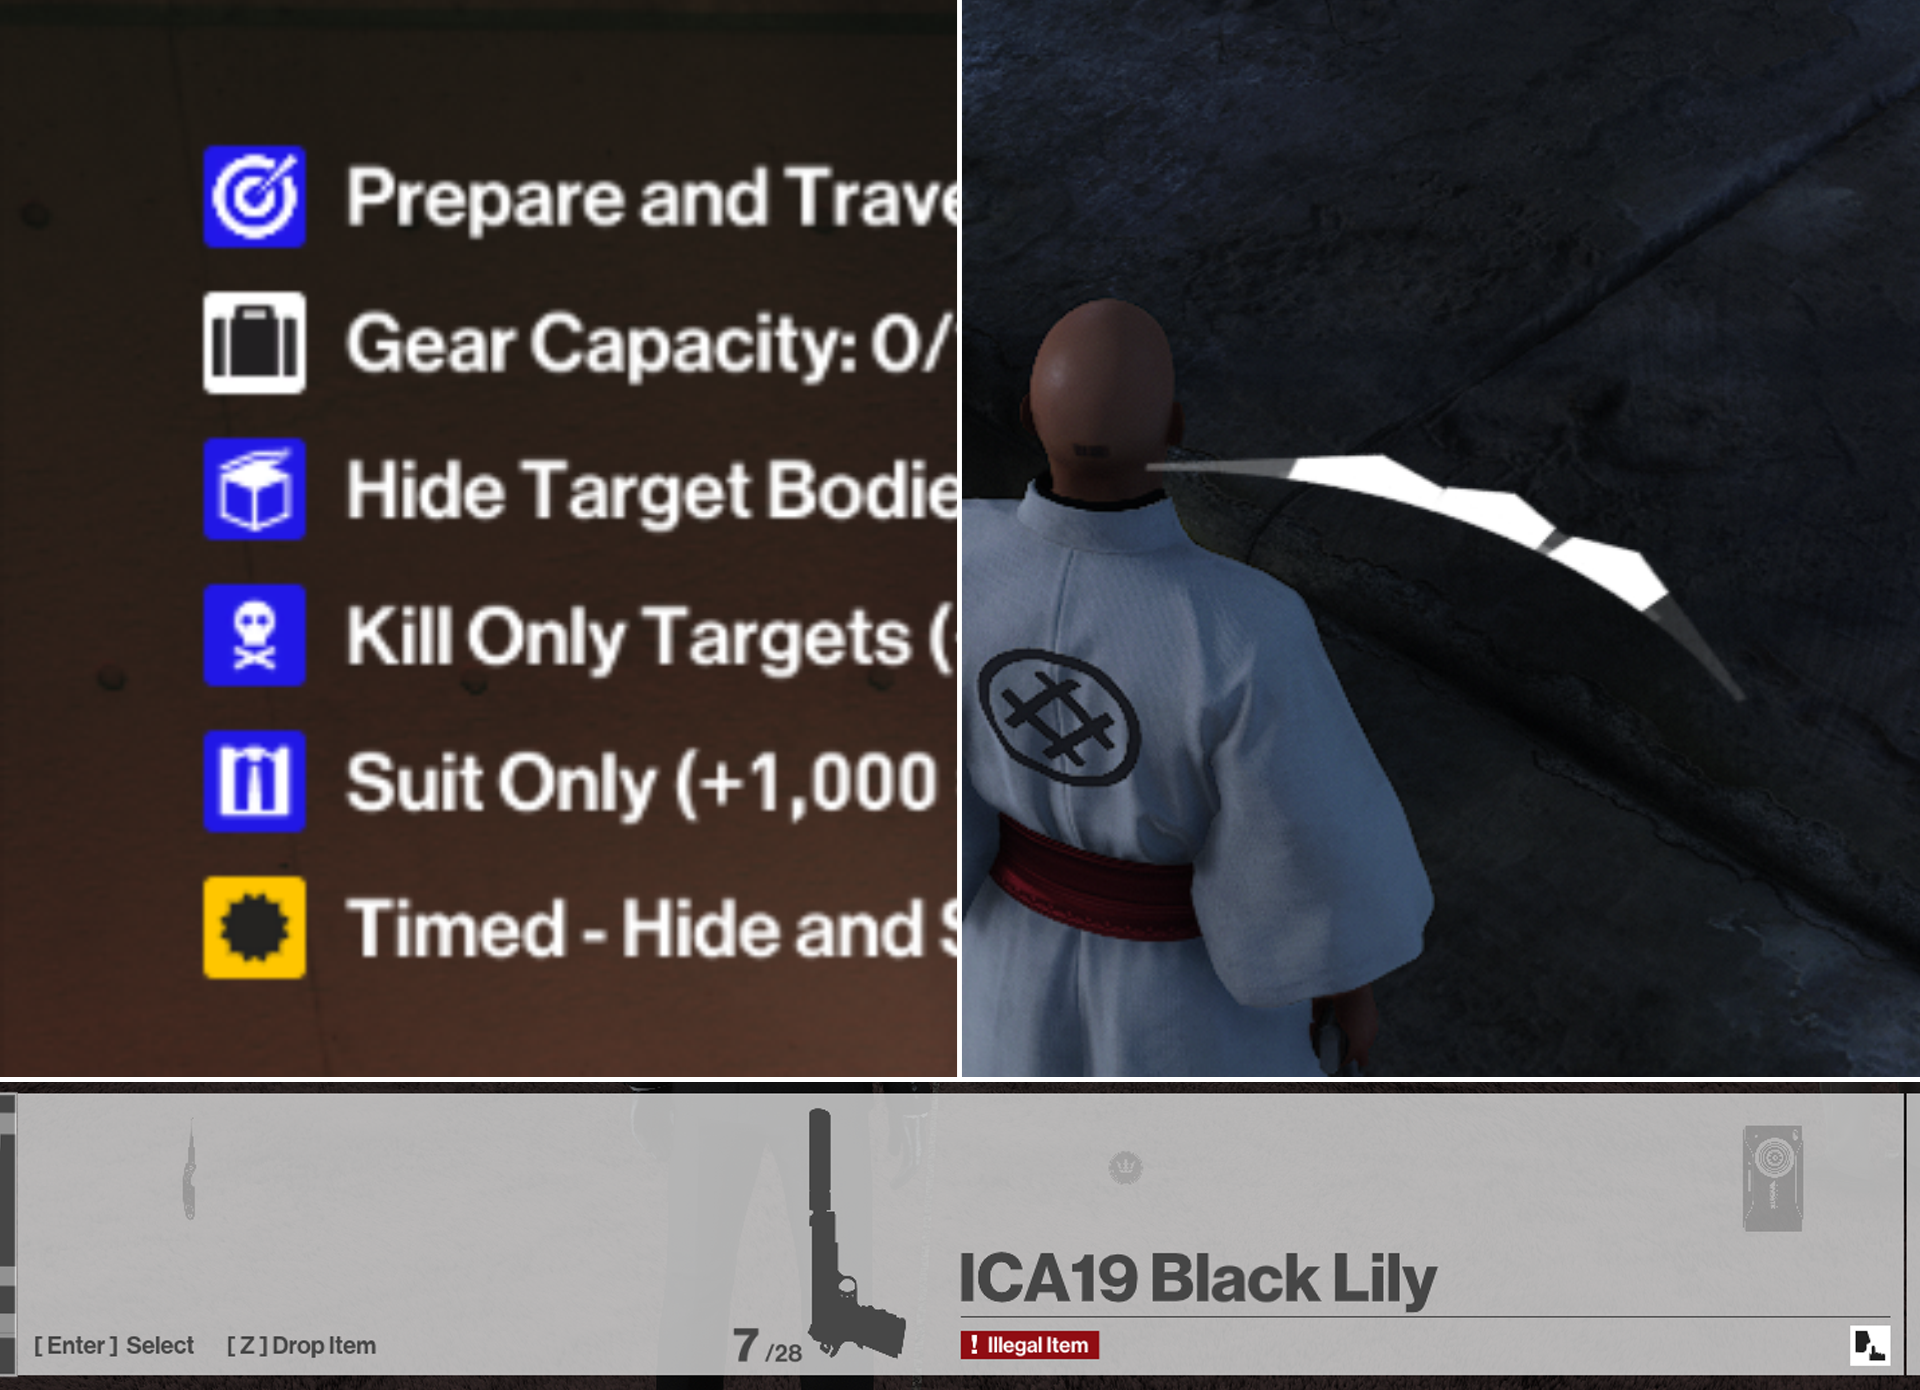 Prepare and Trave
Gear Capacity: 0/
Hide Target Bodie
Kill Only Targets (
Suit Only (+1,000
Timed - Hide and S
ICA19 Black Lily
[ Enter ] Select [ Z ] Drop Item 7 /28 ! Illegal Item